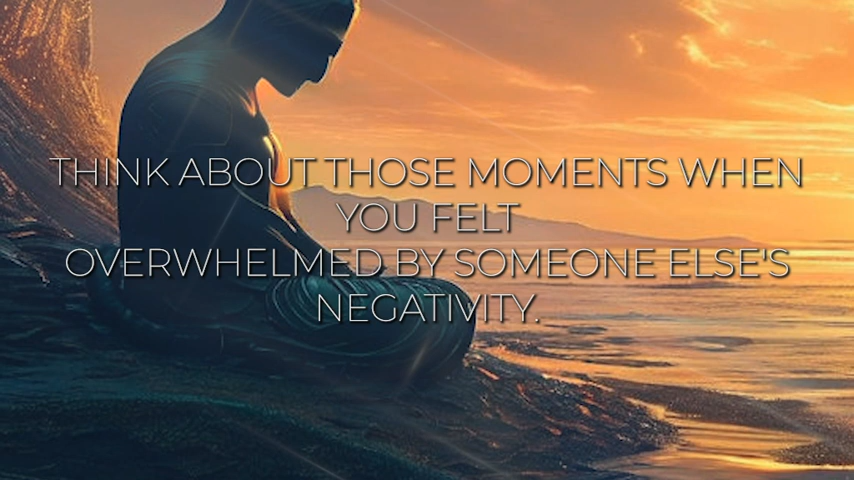 THINK ABOUT THOSE MOMENTS WHEN
YOU FELT
OVERWHELMED BY SOMEONE ELSE'S
NEGATIVITY.